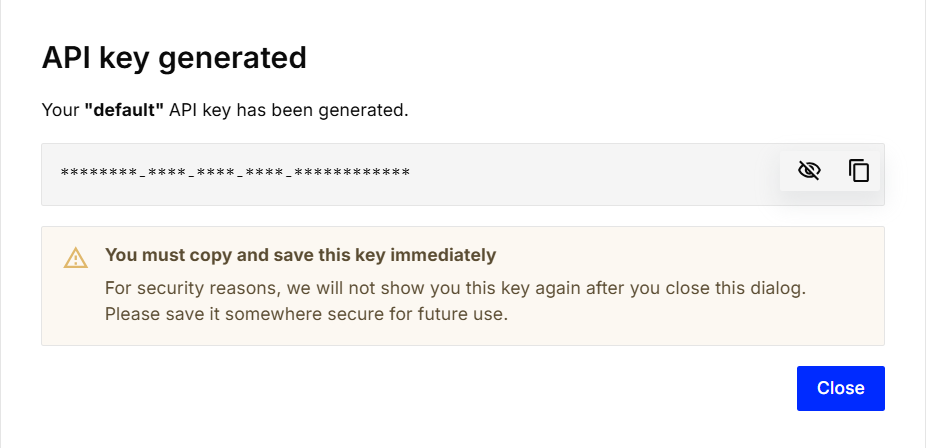 API key generated
Your "default" API key has been generated.
********-****-****-****-************
You must copy and save this key immediately
For security reasons, we will not show you this key again after you close this dialog.
Please save it somewhere secure for future use.
Close